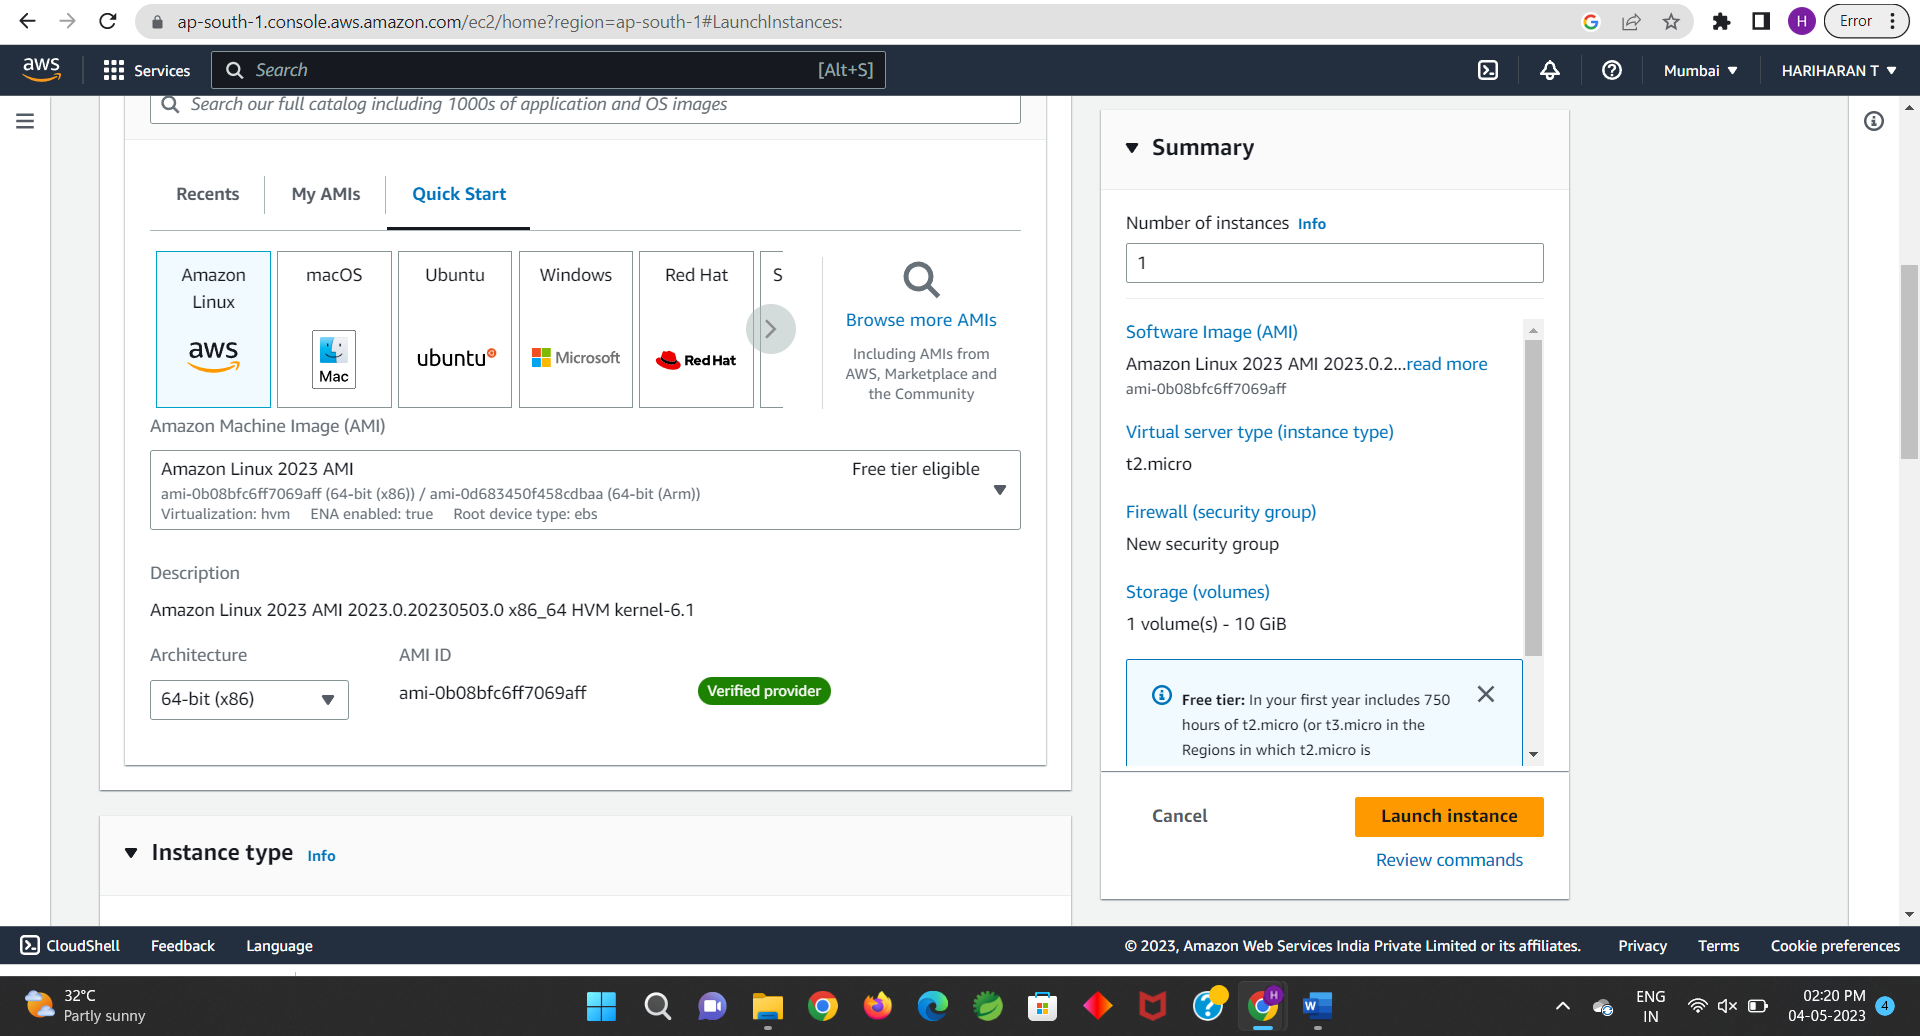 ap-south-1.console.aws.amazon.com/ec2/home?region=ap-south-1#LaunchInstances:
H
Error
aws
Services
Search
[Alt+S]
Mumbai
HARIHARAN T
Search our full catalog including 1000s of application and OS images
Recents
My AMIs
Quick Start
Amazon
Linux
aws
macOS
Mac
Ubuntu
ubuntu
Windows
Microsoft
Red Hat
Red Hat
S
Browse more AMIs
Including AMIs from
AWS, Marketplace and
the Community
Amazon Machine Image (AMI)
Amazon Linux 2023 AMI
Free tier eligible
ami-0b08bfc6ff7069aff (64-bit (x86)) / ami-0d683450f458cdbaa (64-bit (Arm))
Virtualization: hvm ENA enabled: true Root device type: ebs
Description
Amazon Linux 2023 AMI 2023.0.20230503.0 x86_64 HVM kernel-6.1
Architecture
AMI ID
64-bit (x86)
ami-0b08bfc6ff7069aff
Verified provider
Instance type Info
Summary
Number of instances Info
1
Software Image (AMI)
Amazon Linux 2023 AMI 2023.0.2...read more
ami-0b08bfc6ff7069aff
Virtual server type (instance type)
t2.micro
Firewall (security group)
New security group
Storage (volumes)
1 volume(s) - 10 GiB
Free tier: In your first year includes 750
hours of t2.micro (or t3.micro in the
Regions in which t2.micro is
Cancel
Launch instance
Review commands
CloudShell
Feedback
Language
© 2023, Amazon Web Services India Private Limited or its affiliates.
Privacy
Terms
Cookie preferences
32°C
Partly sunny
H
W
ENG
IN
02:20 PM
04-05-2023
4